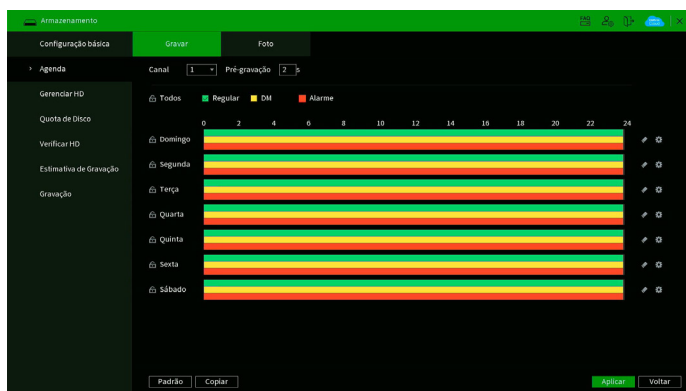 Armazenamento
Configuração básica
Gravar
Foto
Agenda
Canal 1 Pré-gravação 2 s
Gerenciar HD
Todos Regular DM Alarme
Quota de Disco
0 2 4 6 8 10 12 14 16 18 20 22 24
Verificar HD
Domingo
Estimativa de Gravação
Segunda
Gravação
Terça
Quarta
Quinta
Sexta
Sábado
Padrão Copiar Aplicar Voltar